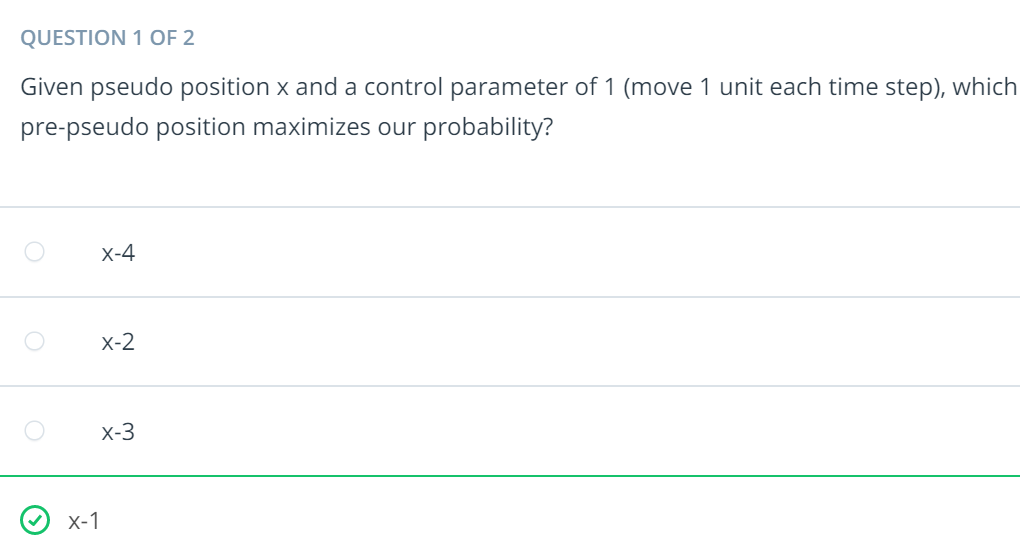 QUESTION 1 OF 2
Given pseudo position x and a control parameter of 1 (move 1 unit each time step), which
pre-pseudo position maximizes our probability?
x-4
x-2
x-3
x-1